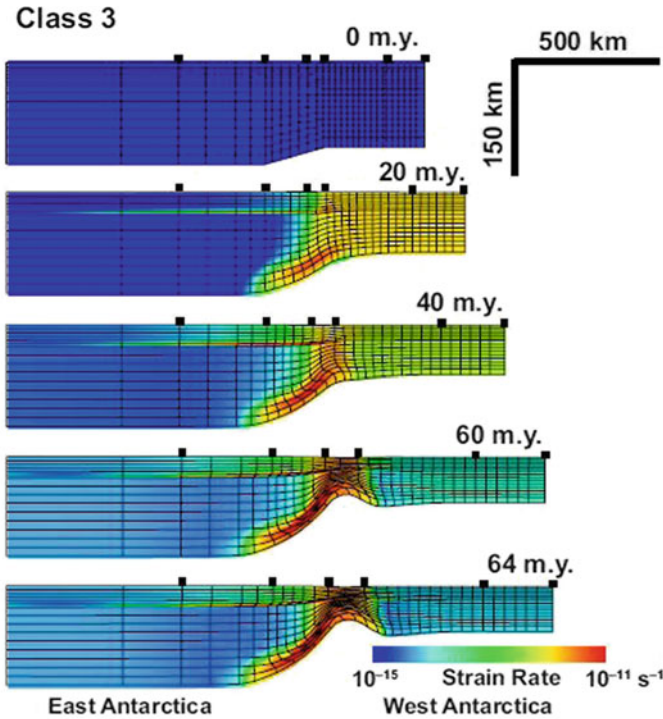 Class 3
0 m.y.
500 km
150 km
20 m.y.
40 m.y.
60 m.y.
64 m.y.
10⁻¹⁵ Strain Rate 10⁻¹¹ s⁻¹
East Antarctica West Antarctica